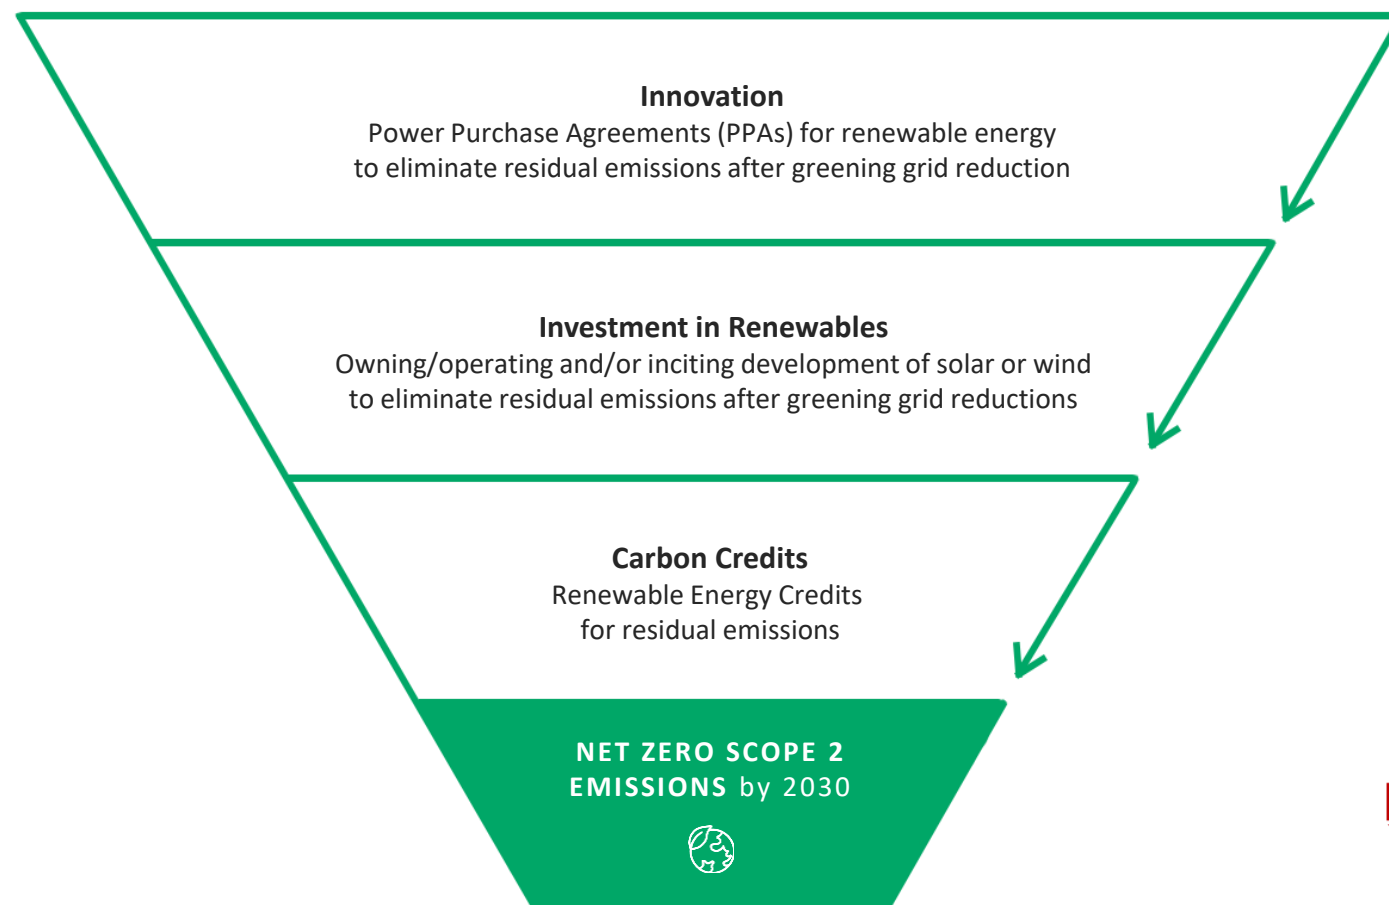 Innovation
Power Purchase Agreements (PPAs) for renewable energy
to eliminate residual emissions after greening grid reduction
Investment in Renewables
Owning/operating and/or inciting development of solar or wind
to eliminate residual emissions after greening grid reductions
Carbon Credits
Renewable Energy Credits
for residual emissions
NET ZERO SCOPE 2
EMISSIONS by 2030